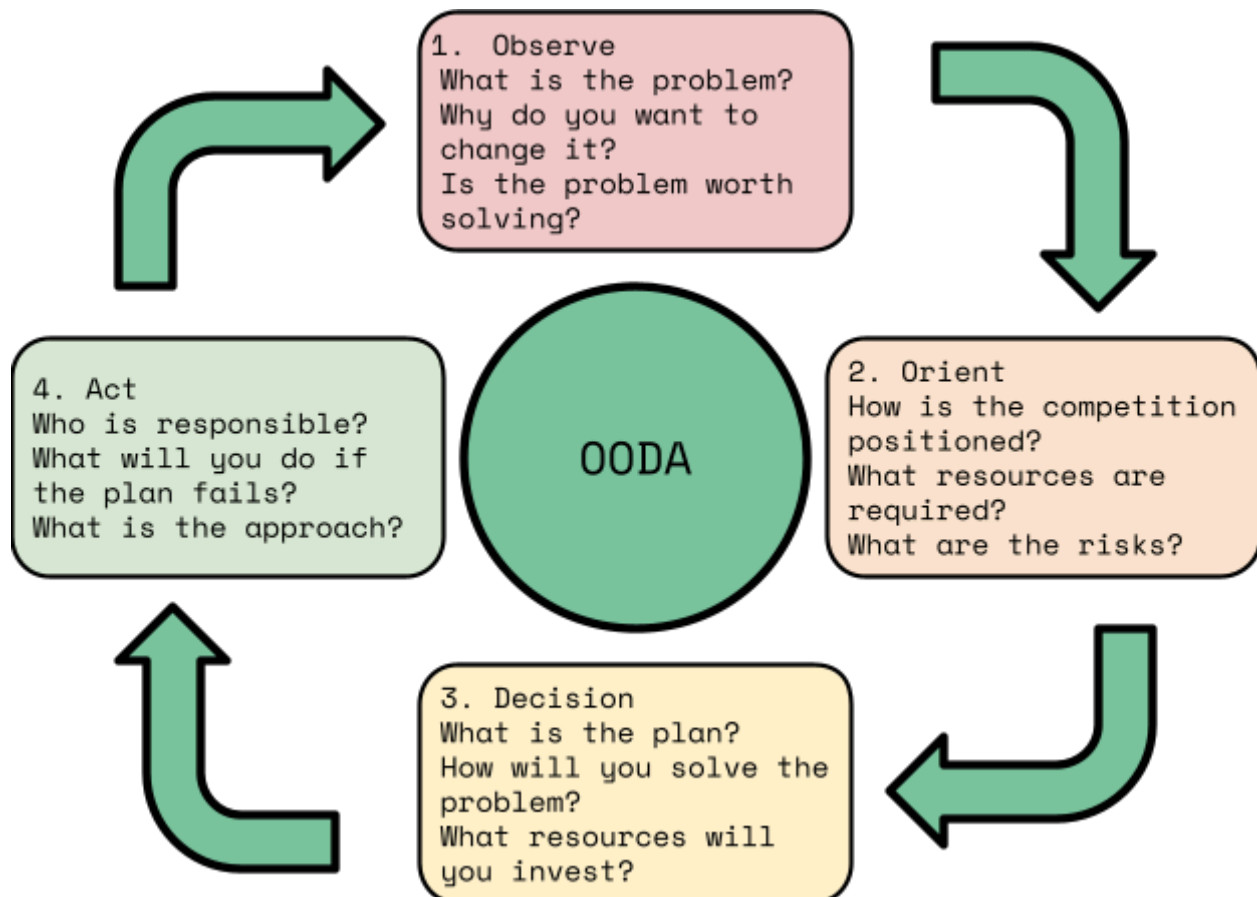 1. Observe
What is the problem?
Why do you want to
change it?
Is the problem worth
solving?
2. Orient
How is the competition
positioned?
What resources are
required?
What are the risks?
3. Decision
What is the plan?
How will you solve the
problem?
What resources will
you invest?
4. Act
Who is responsible?
What will you do if
the plan fails?
What is the approach?
OODA